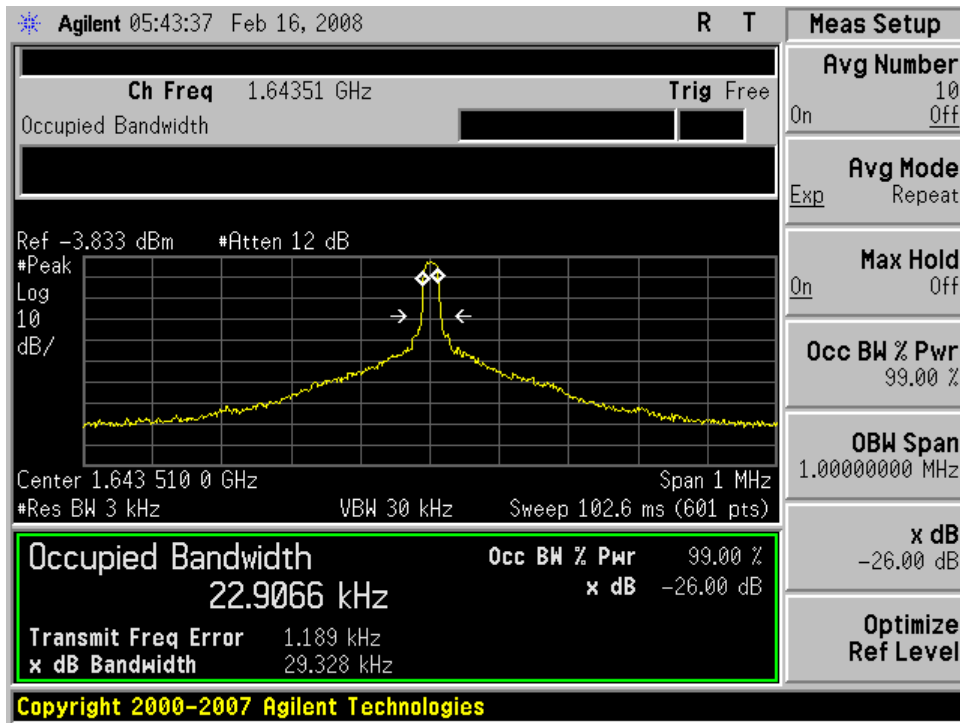 Agilent 05:43:37 Feb 16, 2008 R T
Meas Setup
Ch Freq 1.64351 GHz Trig Free
Occupied Bandwidth
Ref -3.833 dBm #Atten 12 dB
#Peak
Log
10
dB/
Center 1.643 510 0 GHz Span 1 MHz
#Res BW 3 kHz VBW 30 kHz Sweep 102.6 ms (601 pts)
Occupied Bandwidth Occ BW % Pwr 99.00 %
22.9066 kHz x dB -26.00 dB
Transmit Freq Error 1.189 kHz
x dB Bandwidth 29.328 kHz
Avg Number
10
On Off
Avg Mode
Exp Repeat
Max Hold
On Off
Occ BW % Pwr
99.00 %
OBW Span
1.00000000 MHz
x dB
-26.00 dB
Optimize
Ref Level
Copyright 2000-2007 Agilent Technologies